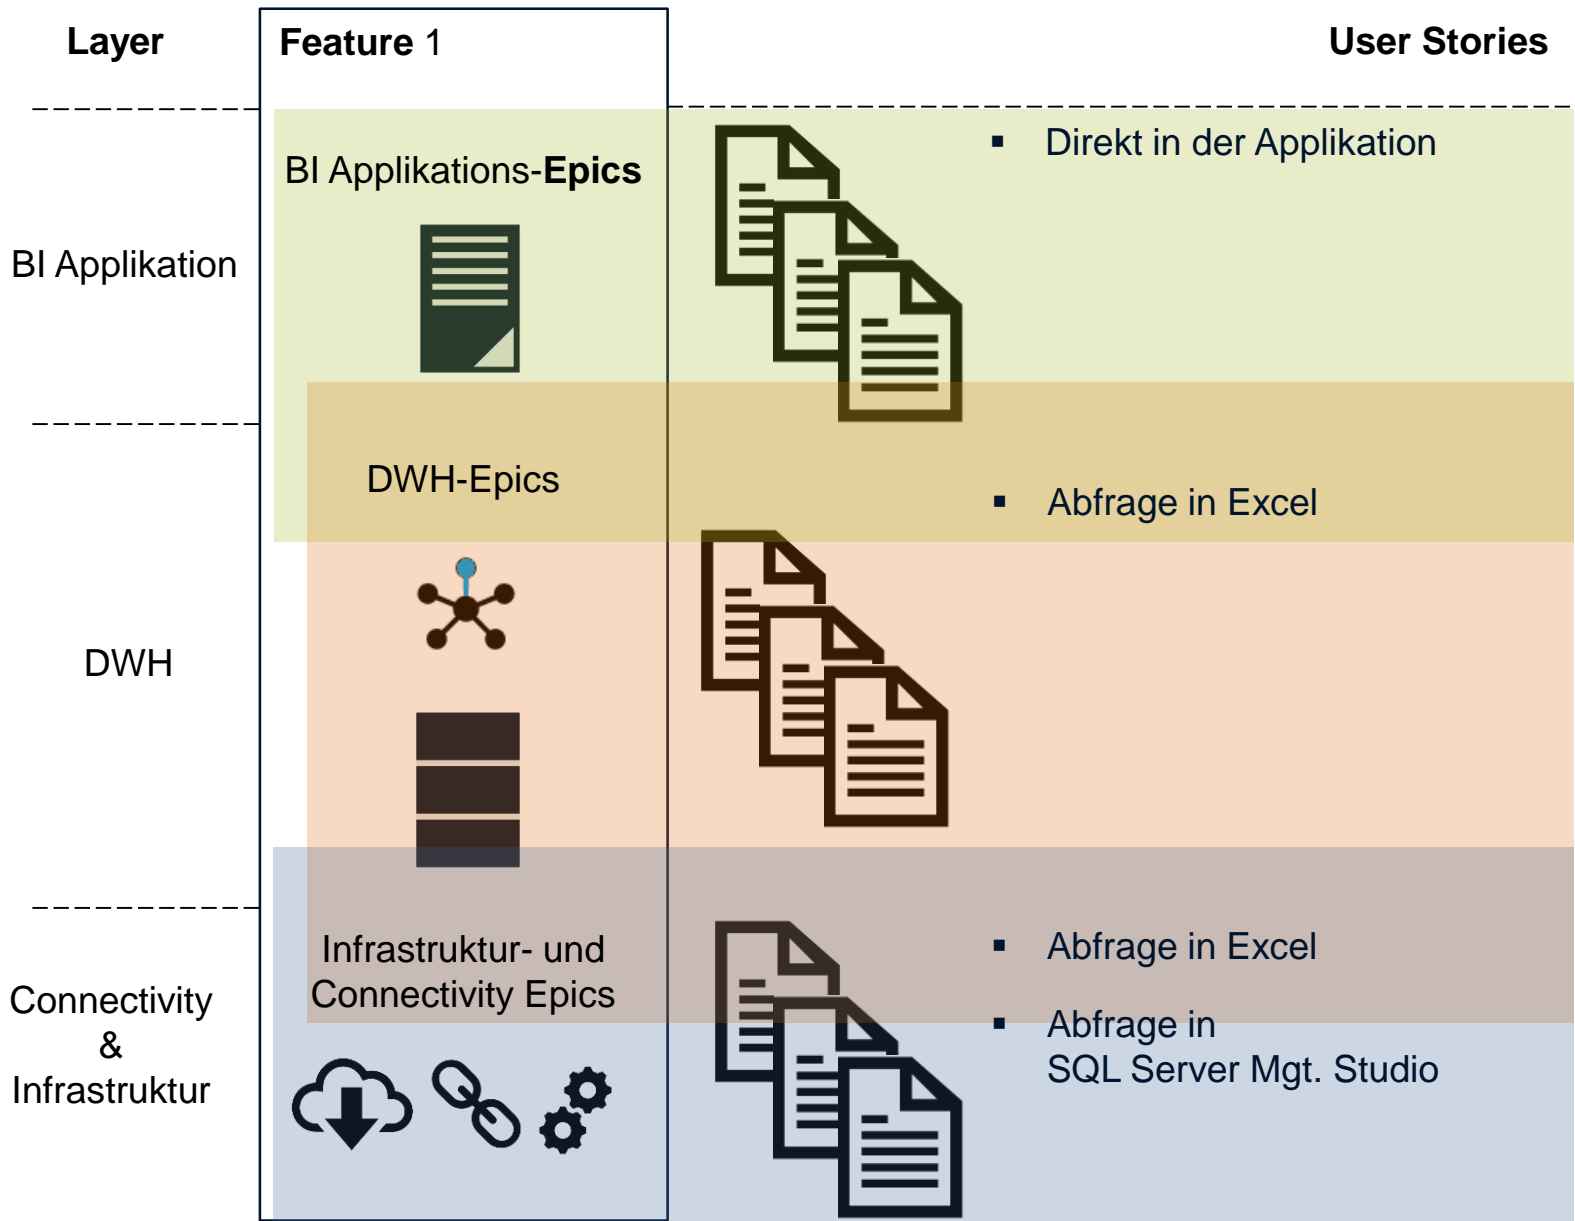 Layer
Feature 1
User Stories
BI Applikation
BI Applikations-Epics
▪ Direkt in der Applikation
DWH
DWH-Epics
▪ Abfrage in Excel
Connectivity
&
Infrastruktur
Infrastruktur- und
Connectivity Epics
▪ Abfrage in Excel
▪ Abfrage in
SQL Server Mgt. Studio